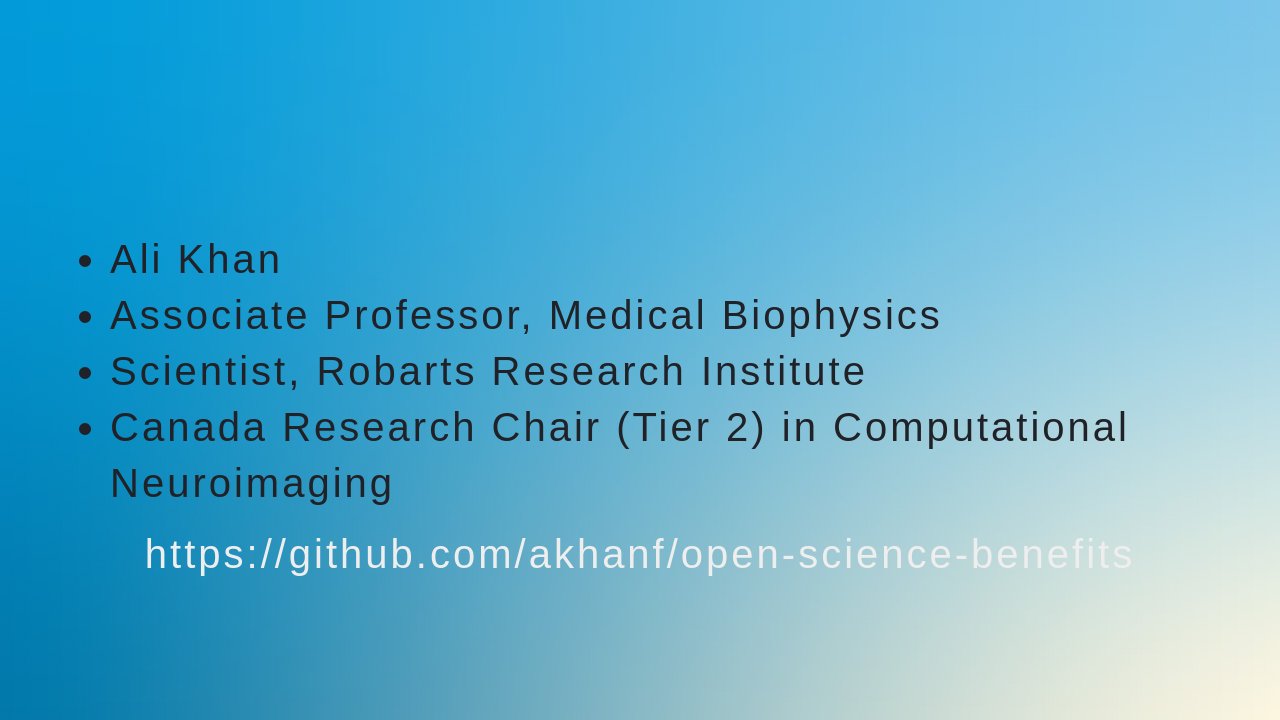 • Ali Khan
• Associate Professor, Medical Biophysics
• Scientist, Robarts Research Institute
• Canada Research Chair (Tier 2) in Computational
Neuroimaging
https://github.com/akhanf/open-science-benefits